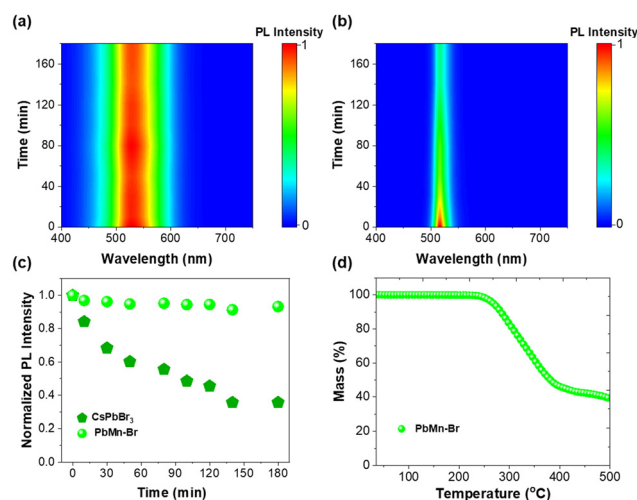 (a)
PL Intensity
1
0
160
120
80
40
0
Time (min)
400
500
600
700
Wavelength (nm)
(b)
PL Intensity
1
0
160
120
80
40
0
Time (min)
400
500
600
700
Wavelength (nm)
(c)
1.0
0.8
0.6
0.4
0.2
0.0
Normalized PL Intensity
CsPbBr₃
PbMn-Br
0
30
60
90
120
150
180
Time (min)
(d)
120
100
80
60
40
20
0
Mass (%)
PbMn-Br
100
200
300
400
500
Temperature (°C)